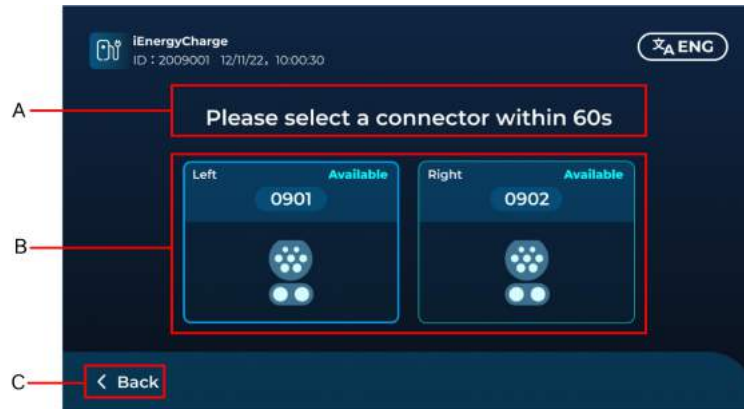 iEnergyCharge
ID：2009001 12/11/22，10:00:30
ENG
A
Please select a connector within 60s
B
Left Available
0901
Right Available
0902
C
Back